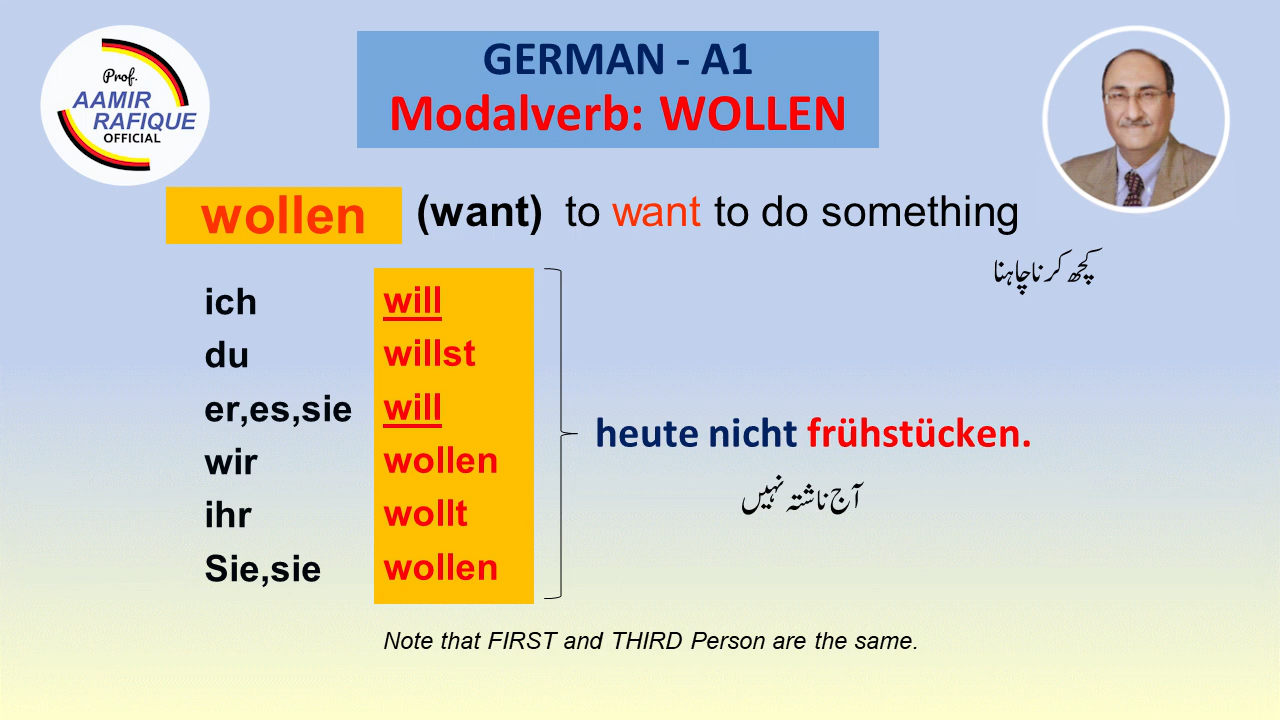 Prof.
AAMIR
RAFIQUE
OFFICIAL
GERMAN - A1
Modalverb: WOLLEN
wollen (want) to want to do something
کچھ کرنا چاہنا
ich will
du willst
er,es,sie will
wir wollen
ihr wollt
Sie,sie wollen
heute nicht frühstücken.
آج ناشتہ نہیں
Note that FIRST and THIRD Person are the same.